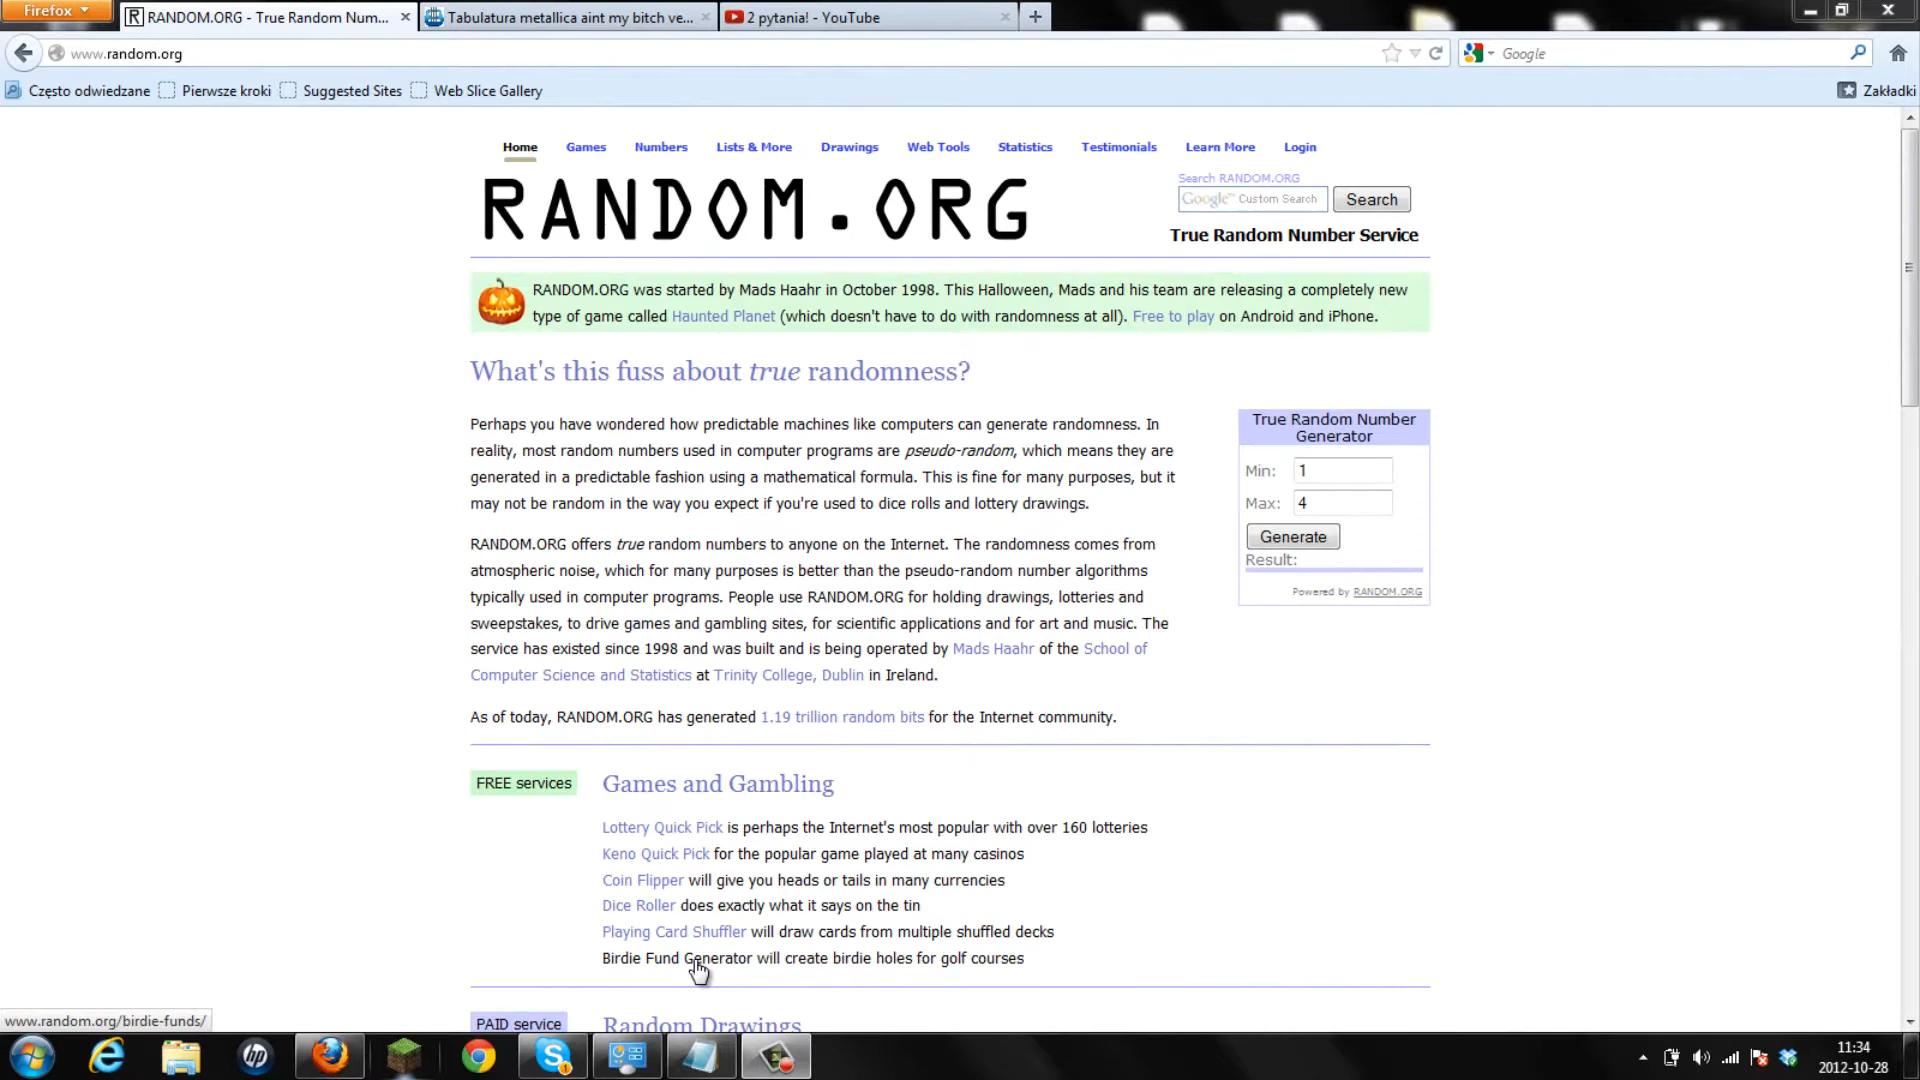 Firefox
RANDOM.ORG - True Random Num...
Tabulatura metallica aint my bitch ve...
2 pytania! - YouTube
www.random.org
Google
Często odwiedzane
Pierwsze kroki
Suggested Sites
Web Slice Gallery
Zakładki
Home
Games
Numbers
Lists & More
Drawings
Web Tools
Statistics
Testimonials
Learn More
Login
RANDOM.ORG
Search RANDOM.ORG
Google™ Custom Search
Search
True Random Number Service
RANDOM.ORG was started by Mads Haahr in October 1998. This Halloween, Mads and his team are releasing a completely new
type of game called Haunted Planet (which doesn't have to do with randomness at all). Free to play on Android and iPhone.
What's this fuss about true randomness?
Perhaps you have wondered how predictable machines like computers can generate randomness. In
reality, most random numbers used in computer programs are pseudo-random, which means they are
generated in a predictable fashion using a mathematical formula. This is fine for many purposes, but it
may not be random in the way you expect if you're used to dice rolls and lottery drawings.
RANDOM.ORG offers true random numbers to anyone on the Internet. The randomness comes from
atmospheric noise, which for many purposes is better than the pseudo-random number algorithms
typically used in computer programs. People use RANDOM.ORG for holding drawings, lotteries and
sweepstakes, to drive games and gambling sites, for scientific applications and for art and music. The
service has existed since 1998 and was built and is being operated by Mads Haahr of the School of
Computer Science and Statistics at Trinity College, Dublin in Ireland.
As of today, RANDOM.ORG has generated 1.19 trillion random bits for the Internet community.
True Random Number
Generator
Min: 1
Max: 4
Generate
Result:
Powered by RANDOM.ORG
FREE services
Games and Gambling
Lottery Quick Pick is perhaps the Internet's most popular with over 160 lotteries
Keno Quick Pick for the popular game played at many casinos
Coin Flipper will give you heads or tails in many currencies
Dice Roller does exactly what it says on the tin
Playing Card Shuffler will draw cards from multiple shuffled decks
Birdie Fund Generator will create birdie holes for golf courses
PAID service
Random Drawings
www.random.org/birdie-funds/
11:34
2012-10-28